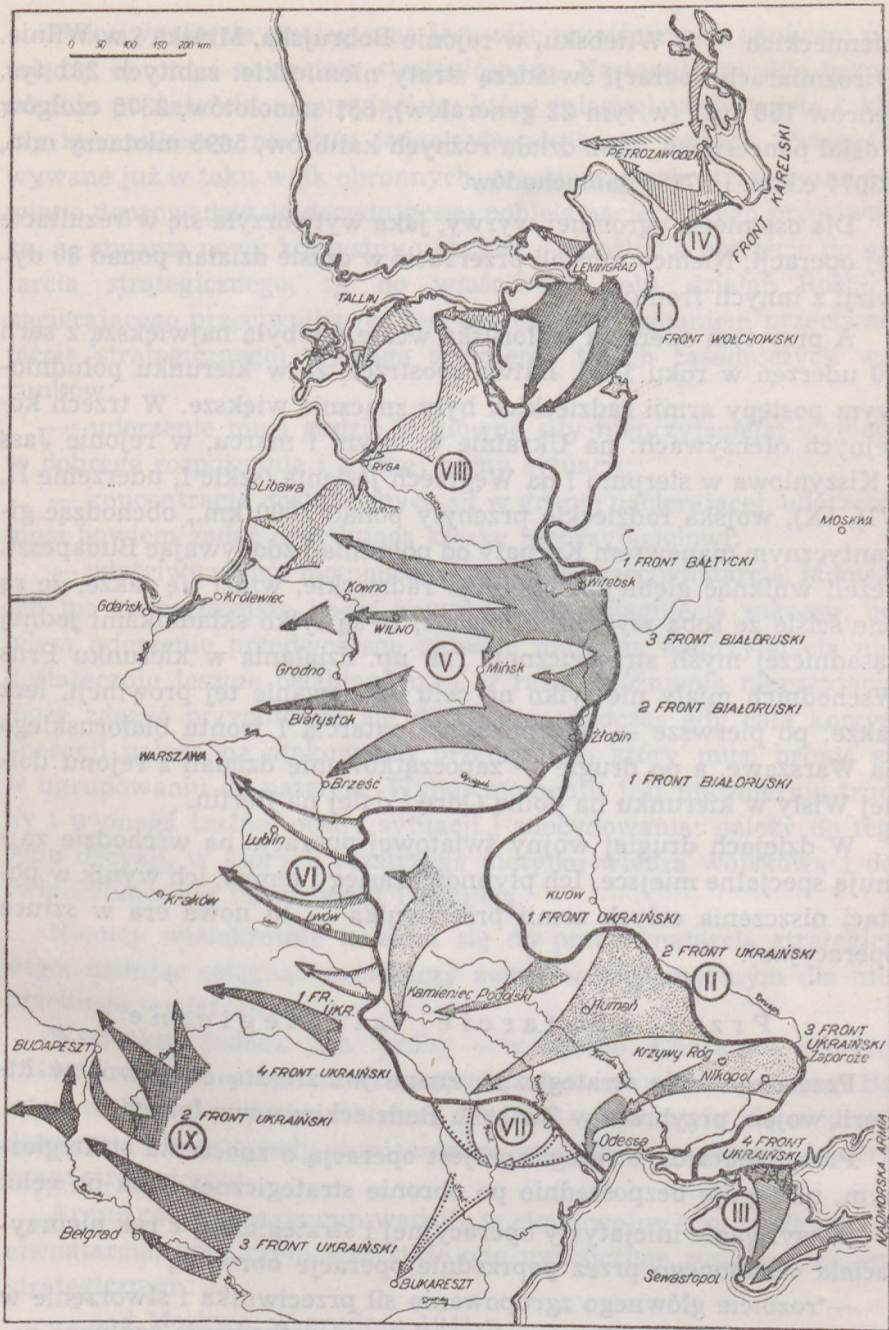 0 50 100 150 200 km
PETROZAWODZK
FRONT KARELSKI
IV
LENINGRAD
I
FRONT WOŁCHOWSKI
TALLIN
RYGA
VIII
Libawa
MOSKWA
1 FRONT BAŁTYCKI
Witebsk
Gdańsk
Królewiec
Kowno
WILNO
3 FRONT BIAŁORUSKI
Grodno
V
Mińsk
2 FRONT BIAŁORUSKI
Białystok
Żłobin
WARSZAWA
Brześć
1 FRONT BIAŁORUSKI
Lublin
VI
Kraków
Lwów
KIJÓW
1 FRONT UKRAIŃSKI
2 FRONT UKRAIŃSKI
II
1 FR. UKR.
Kamieniec Podolski
Humań
3 FRONT UKRAIŃSKI
Zaporoże
Krzywy Róg
Nikopol
BUDAPESZT
4 FRONT UKRAIŃSKI
2 FRONT UKRAIŃSKI
IX
VII
Odessa
4 FRONT UKRAIŃSKI
NADMORSKA ARMIA
III
Belgrad
3 FRONT UKRAIŃSKI
Sewastopol
BUKARESZT
Dunaj